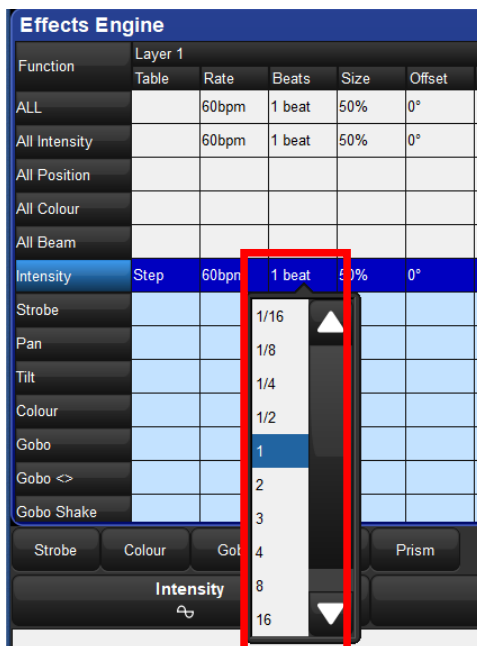 Effects Engine
Function
Layer 1
Table Rate Beats Size Offset
ALL 60bpm 1 beat 50% 0°
All Intensity 60bpm 1 beat 50% 0°
All Position
All Colour
All Beam
Intensity Step 60bpm 1 beat 50% 0°
Strobe
Pan
Tilt
Colour
Gobo
Gobo <>
Gobo Shake
1/16
1/8
1/4
1/2
1
2
3
4
8
16
Strobe Colour Gob Prism
Intensity